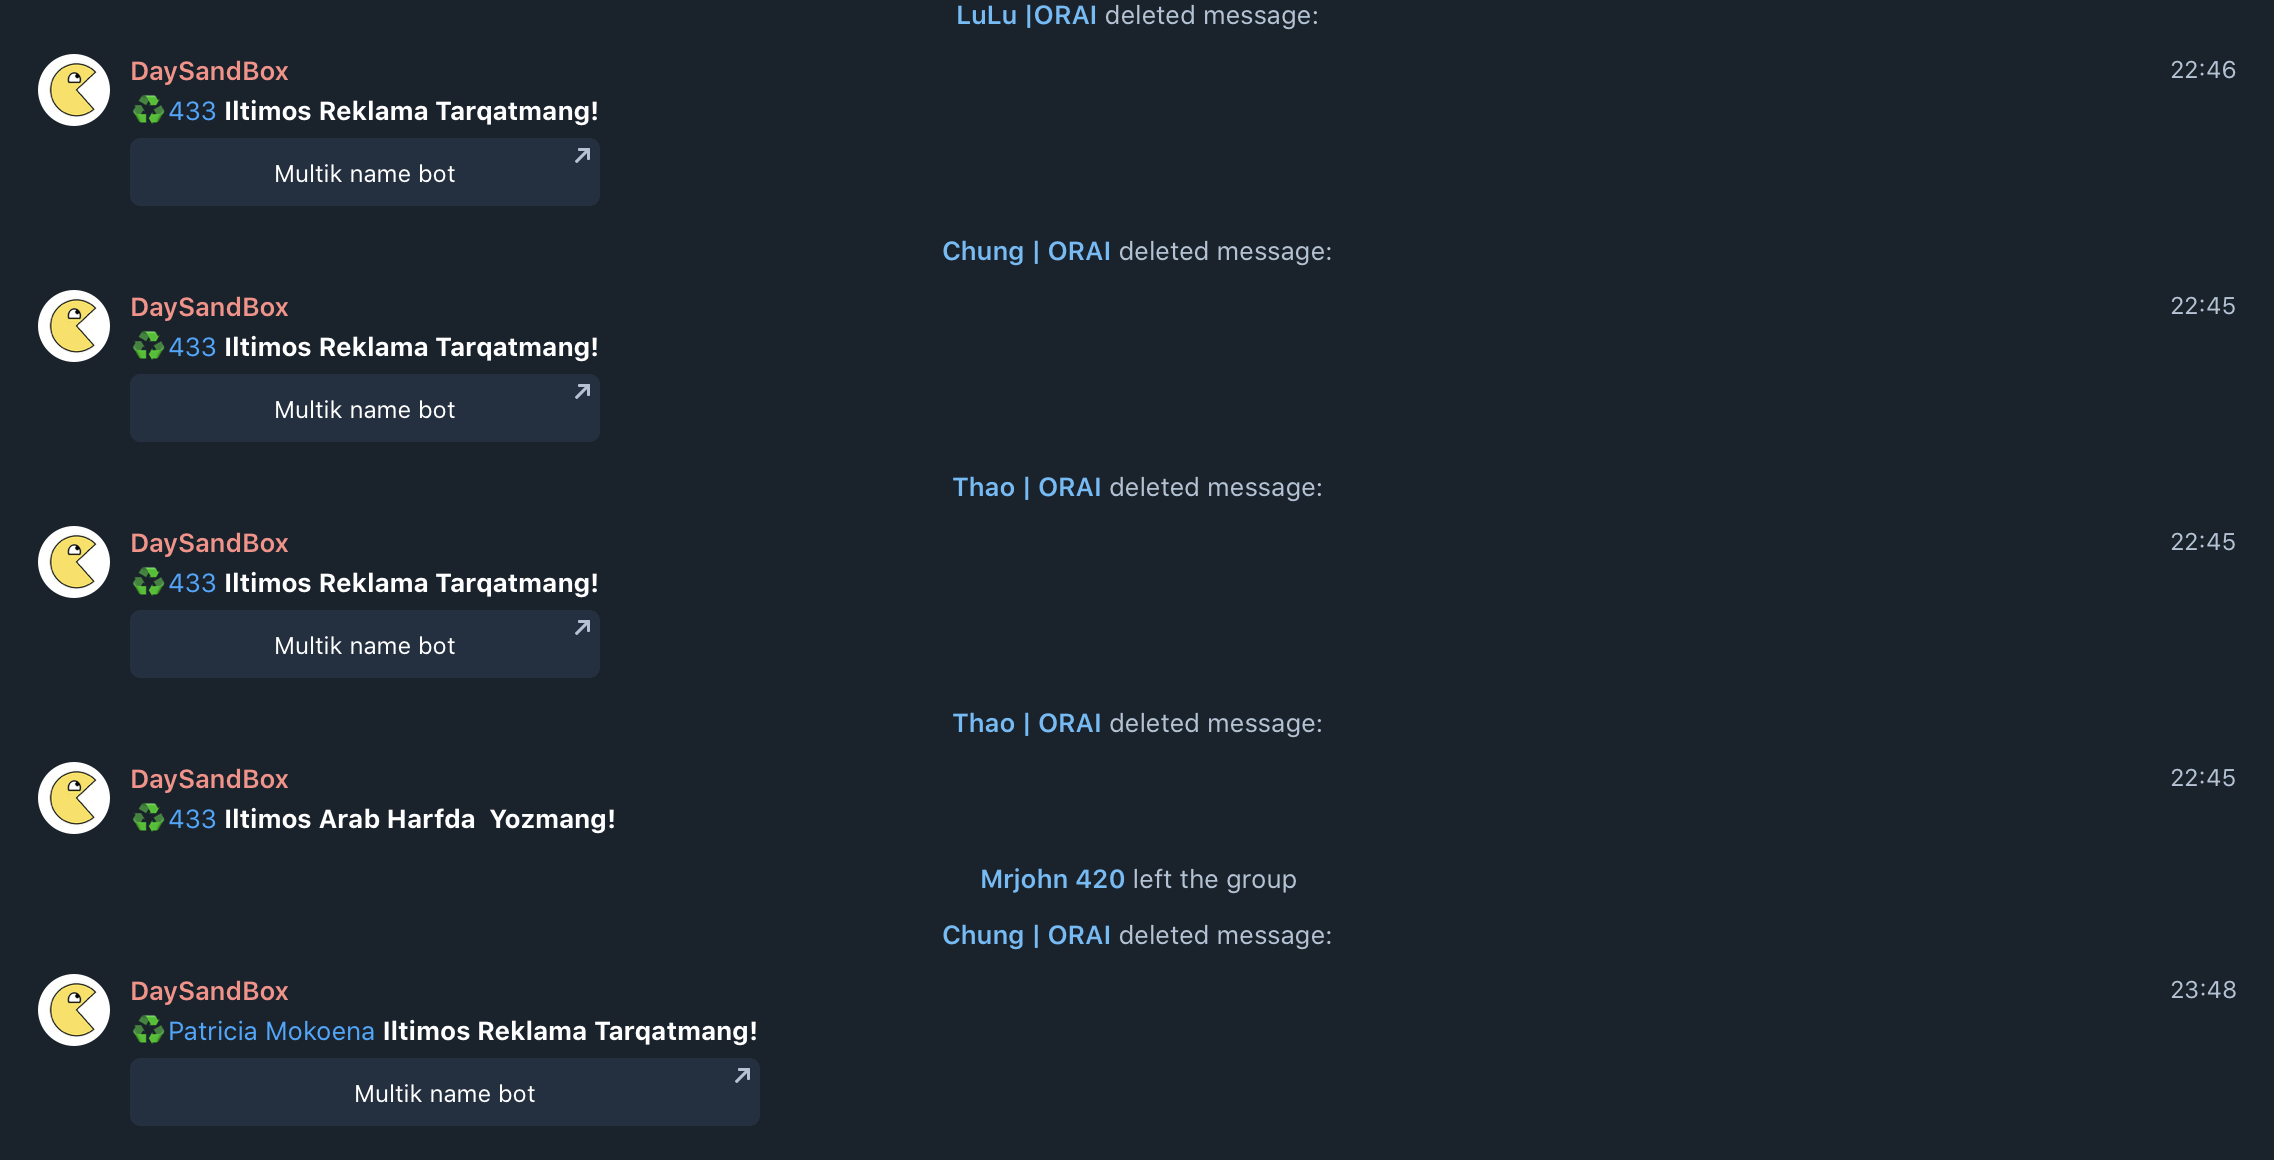 LuLu |ORAI deleted message:
DaySandBox 22:46
♻️433 Iltimos Reklama Tarqatmang!
Multik name bot
Chung | ORAI deleted message:
DaySandBox 22:45
♻️433 Iltimos Reklama Tarqatmang!
Multik name bot
Thao | ORAI deleted message:
DaySandBox 22:45
♻️433 Iltimos Reklama Tarqatmang!
Multik name bot
Thao | ORAI deleted message:
DaySandBox 22:45
♻️433 Iltimos Arab Harfda  Yozmang!
Mrjohn 420 left the group
Chung | ORAI deleted message:
DaySandBox 23:48
♻️Patricia Mokoena Iltimos Reklama Tarqatmang!
Multik name bot